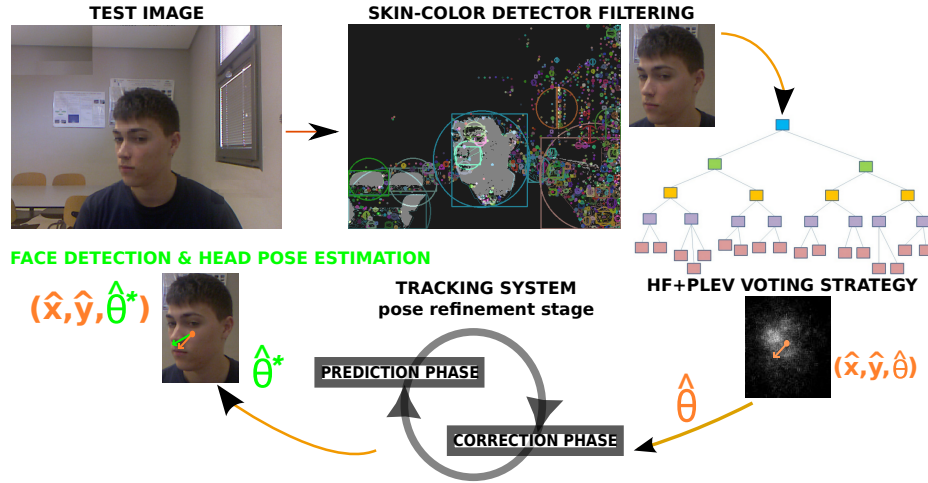 TEST IMAGE
SKIN-COLOR DETECTOR FILTERING
HF+PLEV VOTING STRATEGY
(x̂,ŷ,θ̂)
θ̂
TRACKING SYSTEM
pose refinement stage
PREDICTION PHASE
CORRECTION PHASE
FACE DETECTION & HEAD POSE ESTIMATION
(x̂,ŷ,θ̂*)
θ̂*